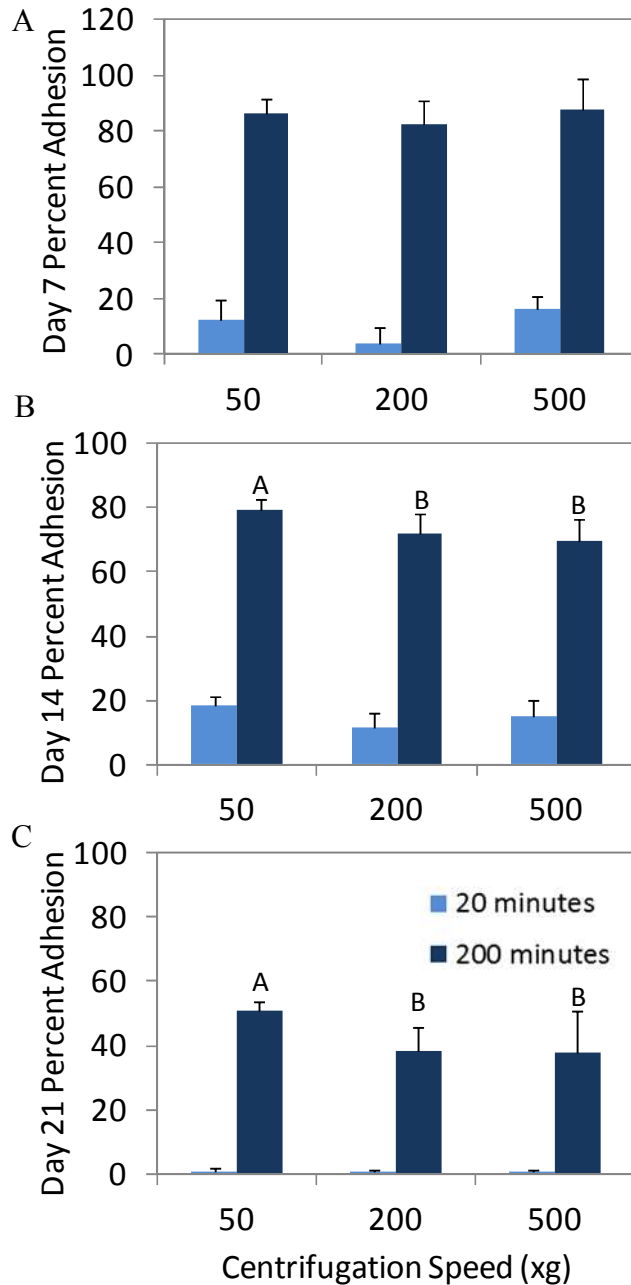 A
Day 7 Percent Adhesion
120
100
80
60
40
20
0
50 200 500
B
Day 14 Percent Adhesion
100
80
60
40
20
0
A B B
50 200 500
C
Day 21 Percent Adhesion
100
80
60
40
20
0
20 minutes
200 minutes
A B B
50 200 500
Centrifugation Speed (xg)